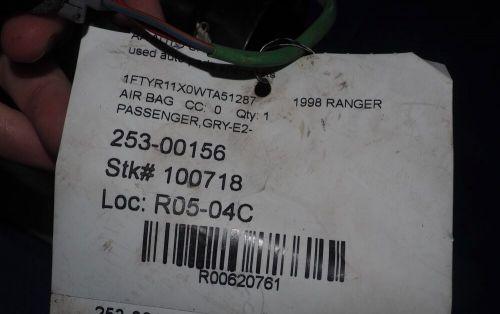 used
1FTYR11X0WTA51287 1998 RANGER
AIR BAG CC: 0 Qty: 1
PASSENGER,GRY-E2-
253-00156
Stk# 100718
Loc: R05-04C
R00620761